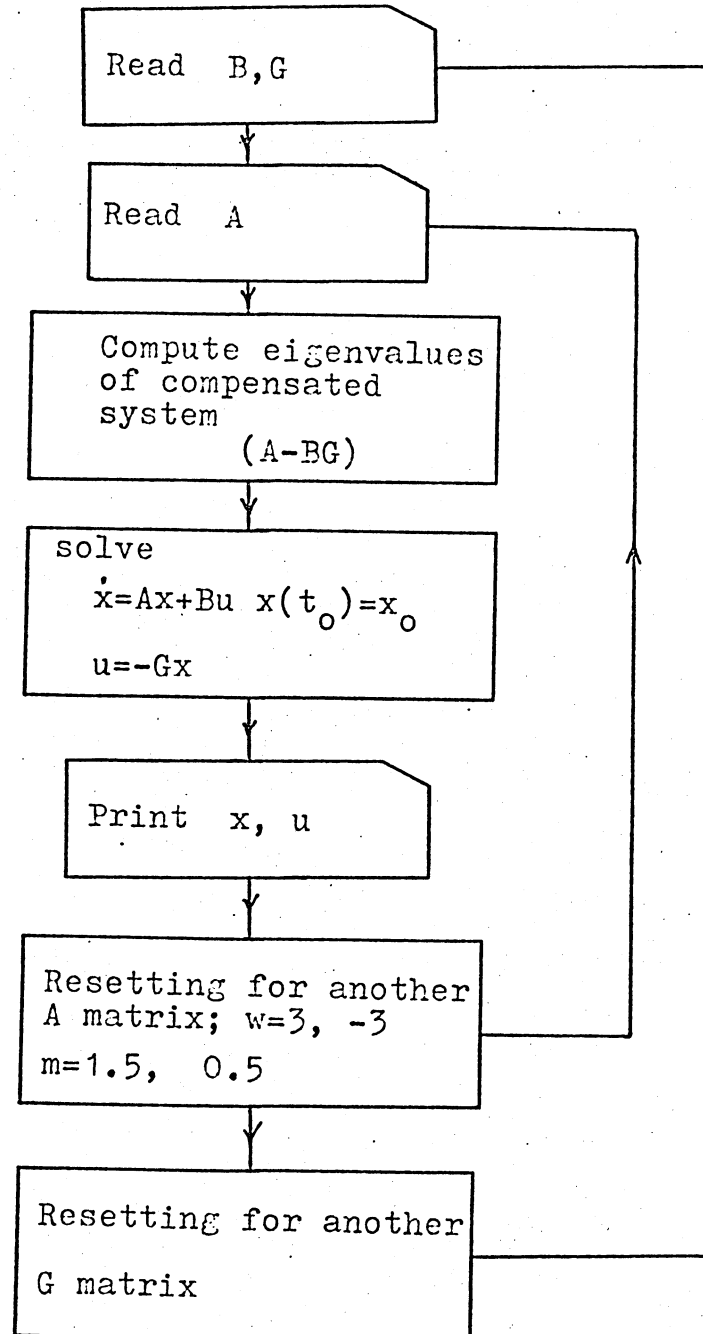 Read B,G
Read A
Compute eigenvalues
of compensated
system
(A-BG)
solve
ẋ=Ax+Bu x(t₀)=x₀
u=-Gx
Print x, u
Resetting for another
A matrix; w=3, -3
m=1.5, 0.5
Resetting for another
G matrix